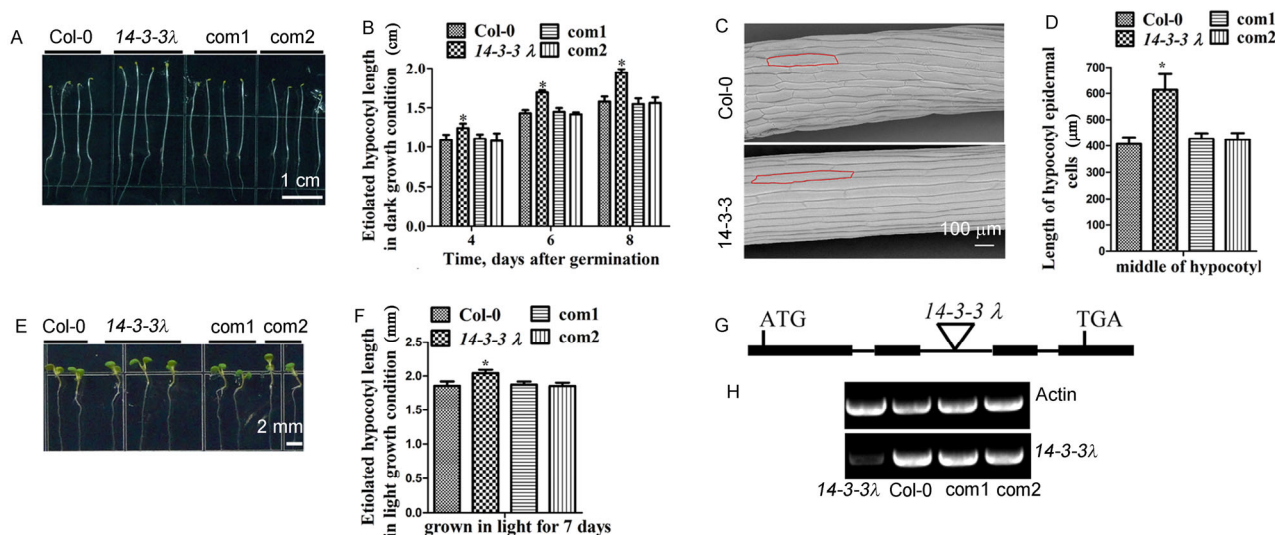 A
Col-0 14-3-3λ com1 com2
1 cm
B
Col-0 com1
14-3-3 λ com2
Etiolated hypocotyl length
in dark growth condition (cm)
2.0
1.5
1.0
0.5
0.0
* * *
4 6 8
Time, days after germination
C
Col-0
14-3-3
100 µm
D
Col-0 com1
14-3-3 λ com2
Length of hypocotyl epidermal
cells (µm)
700
600
500
400
300
200
100
0
*
middle of hypocotyl
E
Col-0 14-3-3λ com1 com2
2 mm
F
Col-0 com1
14-3-3 λ com2
Etiolated hypocotyl length
in light growth condition (mm)
2.5
2.0
1.5
1.0
0.5
0.0
*
grown in light for 7 days
G
ATG 14-3-3 λ TGA
H
Actin
14-3-3λ
14-3-3λ Col-0 com1 com2